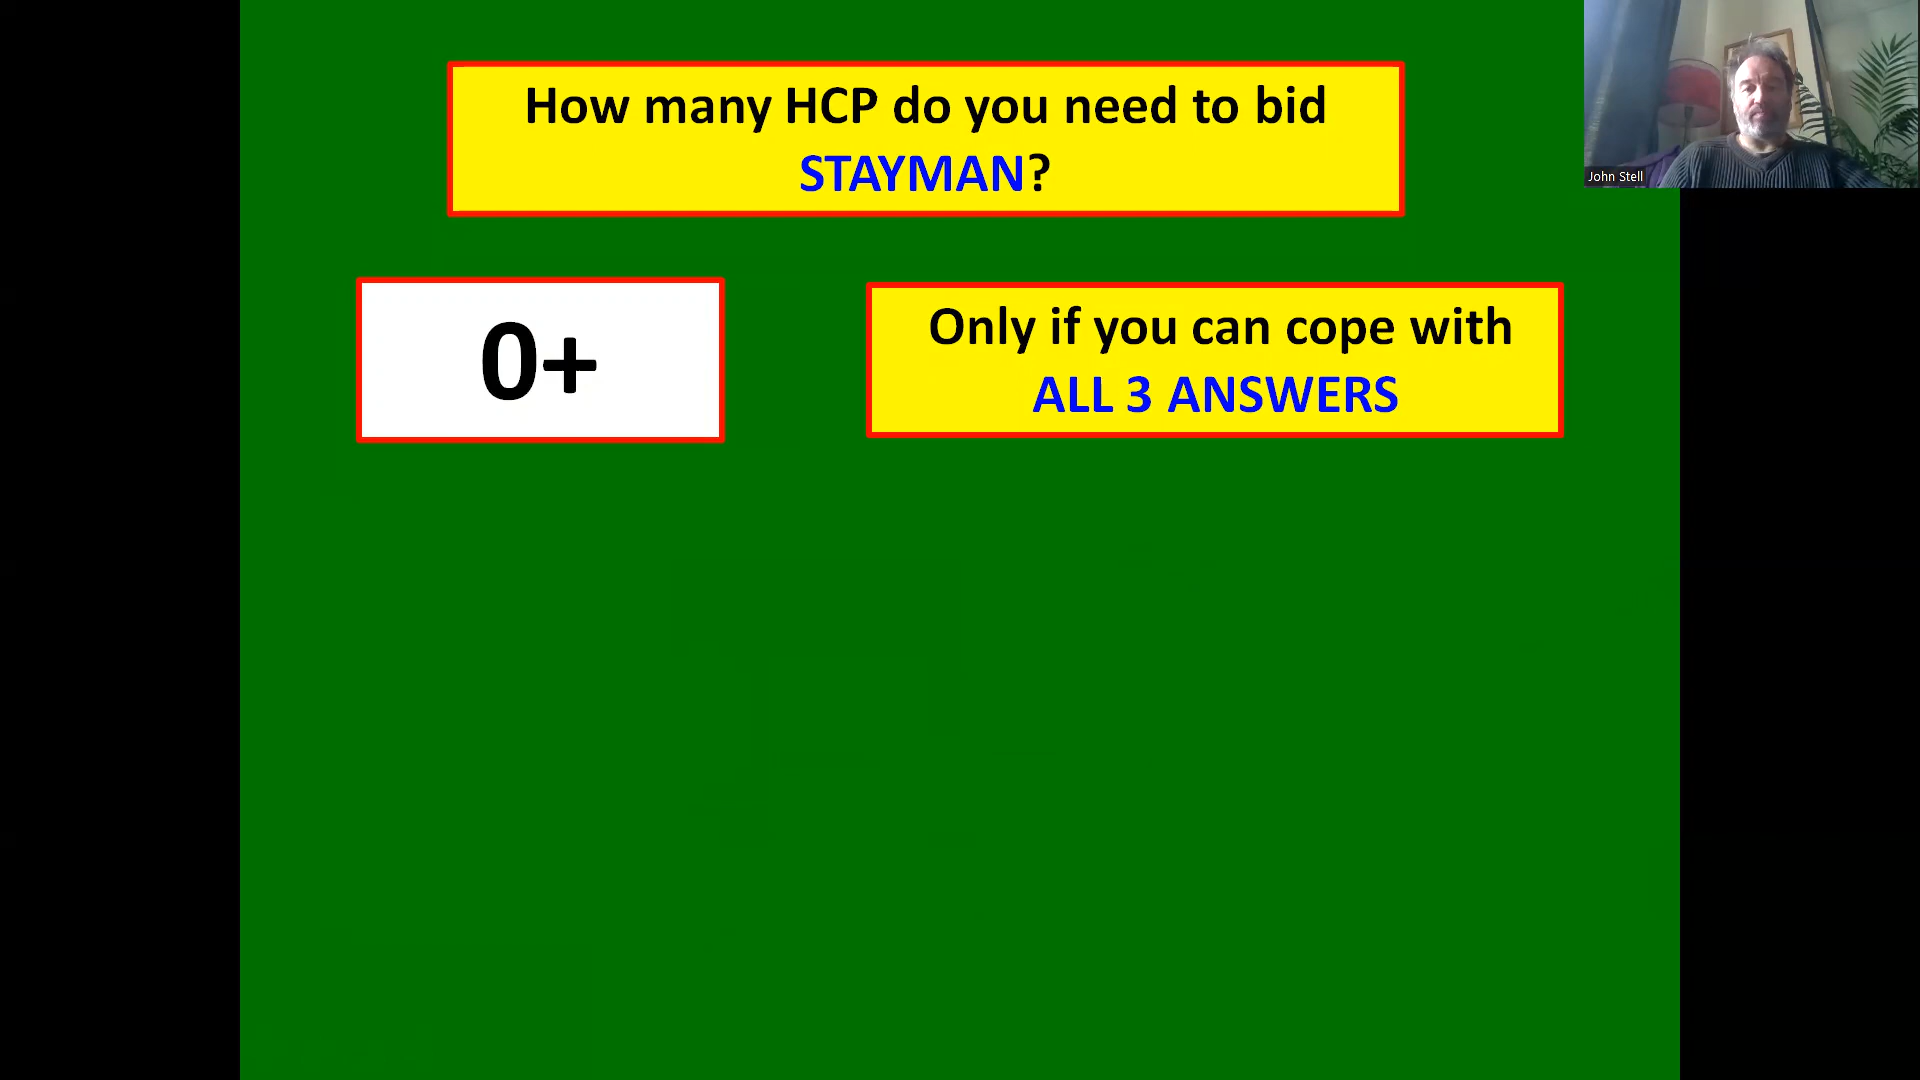 How many HCP do you need to bid
STAYMAN?
0+
Only if you can cope with
ALL 3 ANSWERS
John Stell